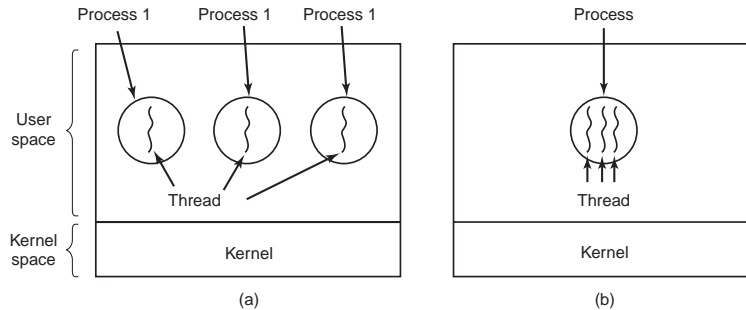 Process 1 Process 1 Process 1 Process
User
space
Thread Thread
Kernel
space
Kernel Kernel
(a) (b)